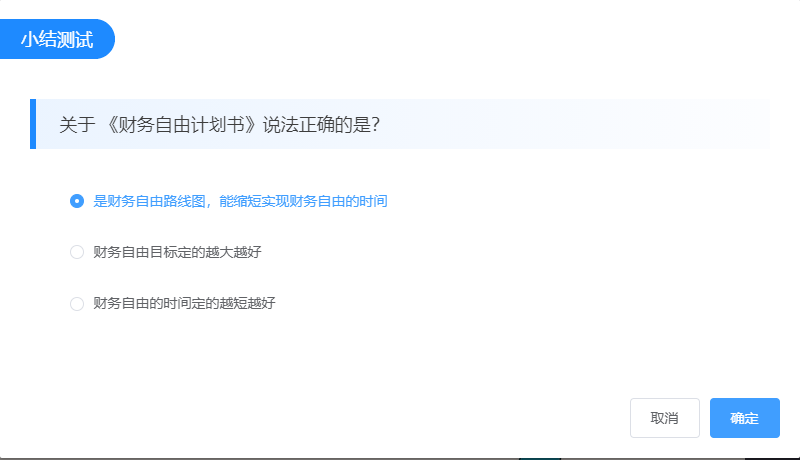 小结测试
关于 《财务自由计划书》说法正确的是?
是财务自由路线图，能缩短实现财务自由的时间
财务自由目标定的越大越好
财务自由的时间定的越短越好
取消
确定